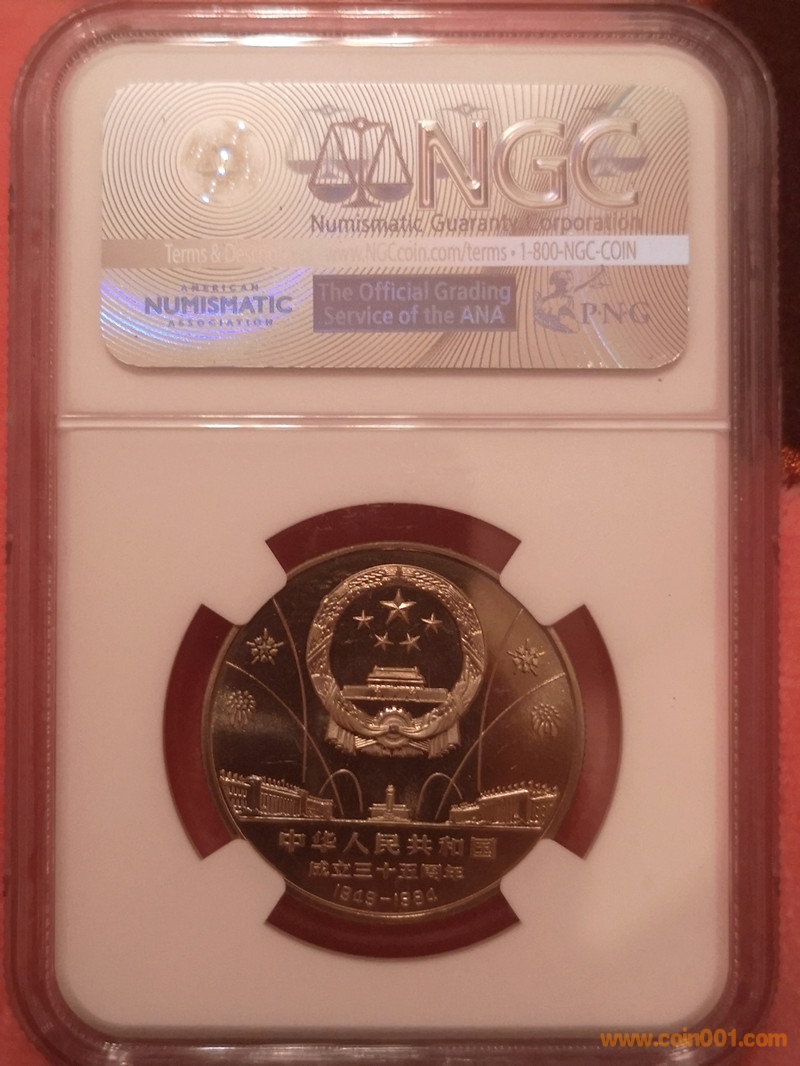 NGC
Numismatic Guaranty Corporation
Terms & www.NGCcoin.com/terms • 1-800-NGC-COIN
AMERICAN
NUMISMATIC
ASSOCIATION
The Official Grading
Service of the ANA
P·N·G
中华人民共和国
成立三十五周年
1949-1984
www.coin001.com